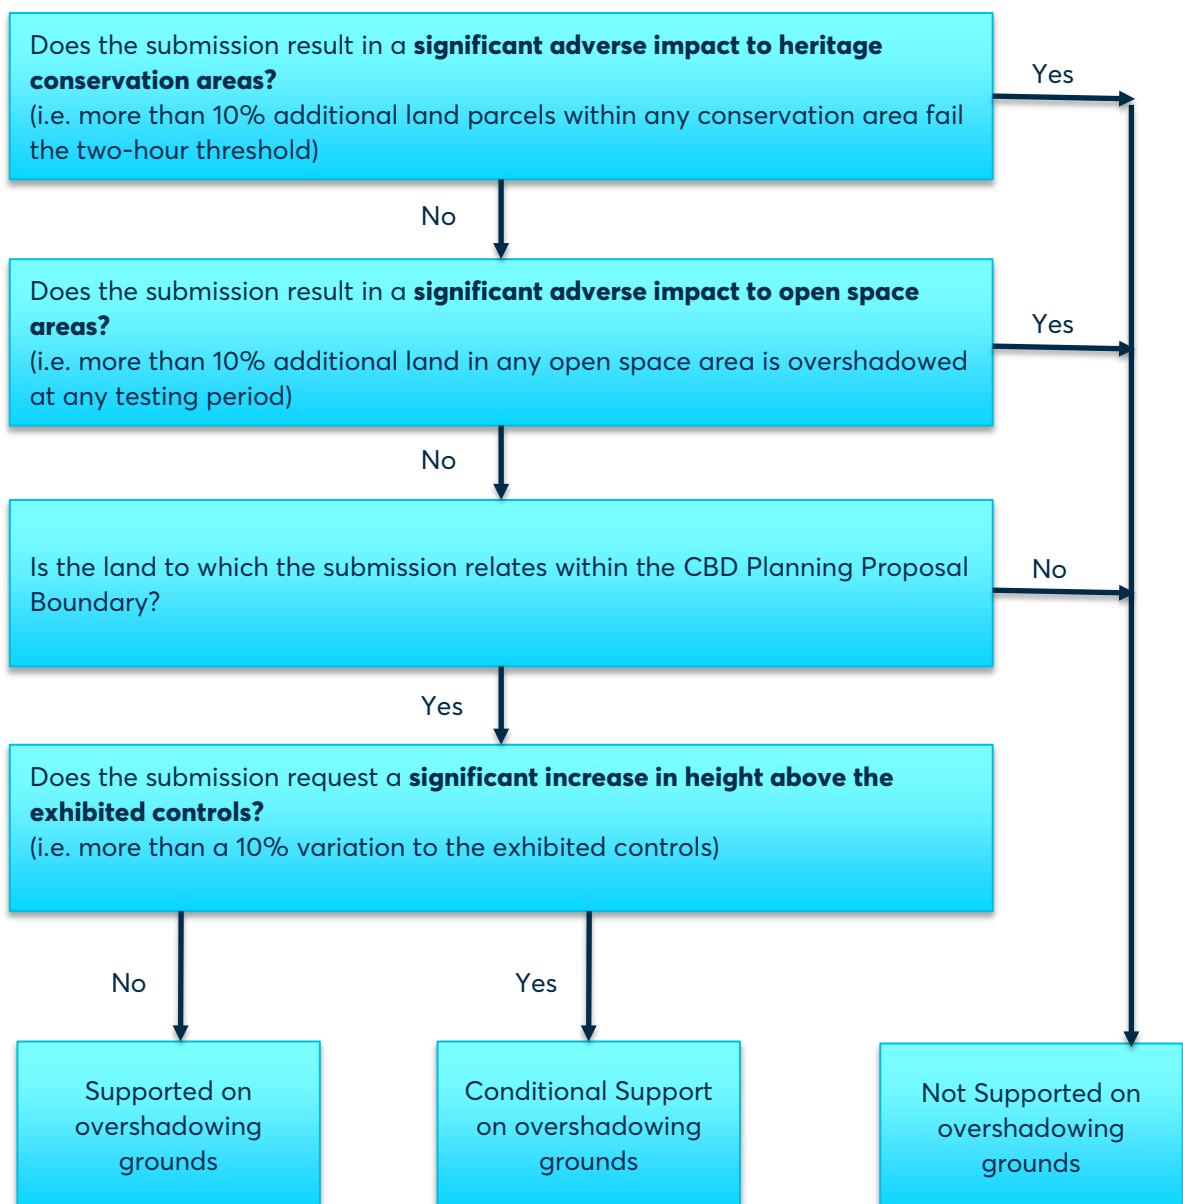 Does the submission result in a significant adverse impact to heritage
conservation areas?
(i.e. more than 10% additional land parcels within any conservation area fail
the two-hour threshold)
Yes
No
Does the submission result in a significant adverse impact to open space
areas?
(i.e. more than 10% additional land in any open space area is overshadowed
at any testing period)
Yes
No
Is the land to which the submission relates within the CBD Planning Proposal
Boundary?
No
Yes
Does the submission request a significant increase in height above the
exhibited controls?
(i.e. more than a 10% variation to the exhibited controls)
No
Yes
Supported on
overshadowing
grounds
Conditional Support
on overshadowing
grounds
Not Supported on
overshadowing
grounds